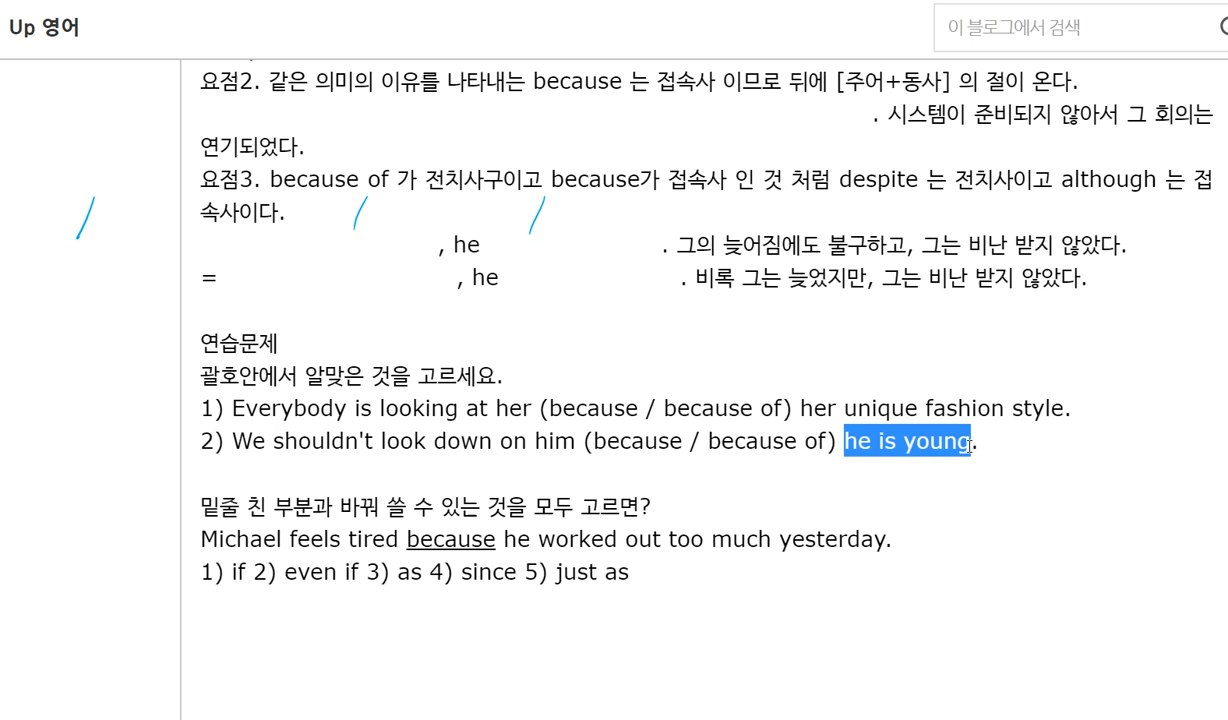 Up 영어
이 블로그에서 검색
요점2. 같은 의미의 이유를 나타내는 because 는 접속사 이므로 뒤에 [주어+동사] 의 절이 온다.
. 시스템이 준비되지 않아서 그 회의는
연기되었다.
요점3. because of 가 전치사구이고 because가 접속사 인 것 처럼 despite 는 전치사이고 although 는 접
속사이다.
, he . 그의 늦어짐에도 불구하고, 그는 비난 받지 않았다.
= , he . 비록 그는 늦었지만, 그는 비난 받지 않았다.
연습문제
괄호안에서 알맞은 것을 고르세요.
1) Everybody is looking at her (because / because of) her unique fashion style.
2) We shouldn't look down on him (because / because of) he is young.
밑줄 친 부분과 바꿔 쓸 수 있는 것을 모두 고르면?
Michael feels tired because he worked out too much yesterday.
1) if 2) even if 3) as 4) since 5) just as